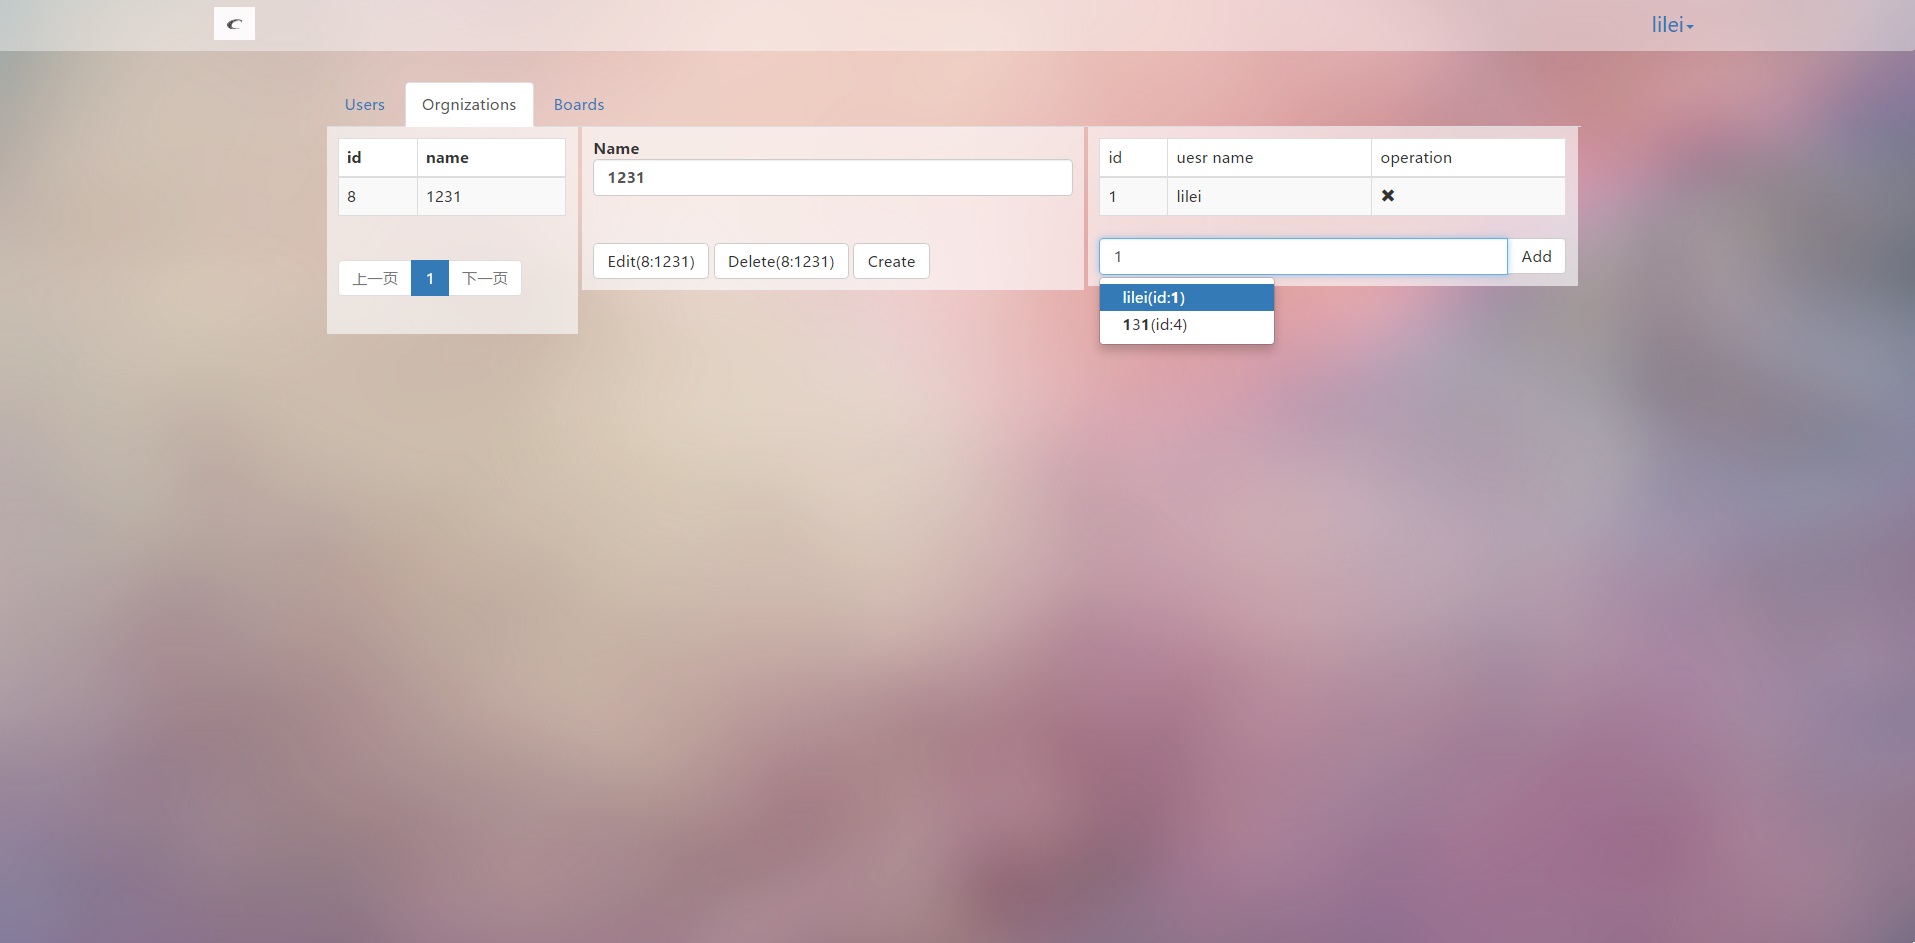 lilei
Users Orgnizations Boards
id name
8 1231
上一页 1 下一页
Name
1231
Edit(8:1231) Delete(8:1231) Create
id uesr name operation
1 lilei ✖
1 Add
lilei(id:1)
131(id:4)